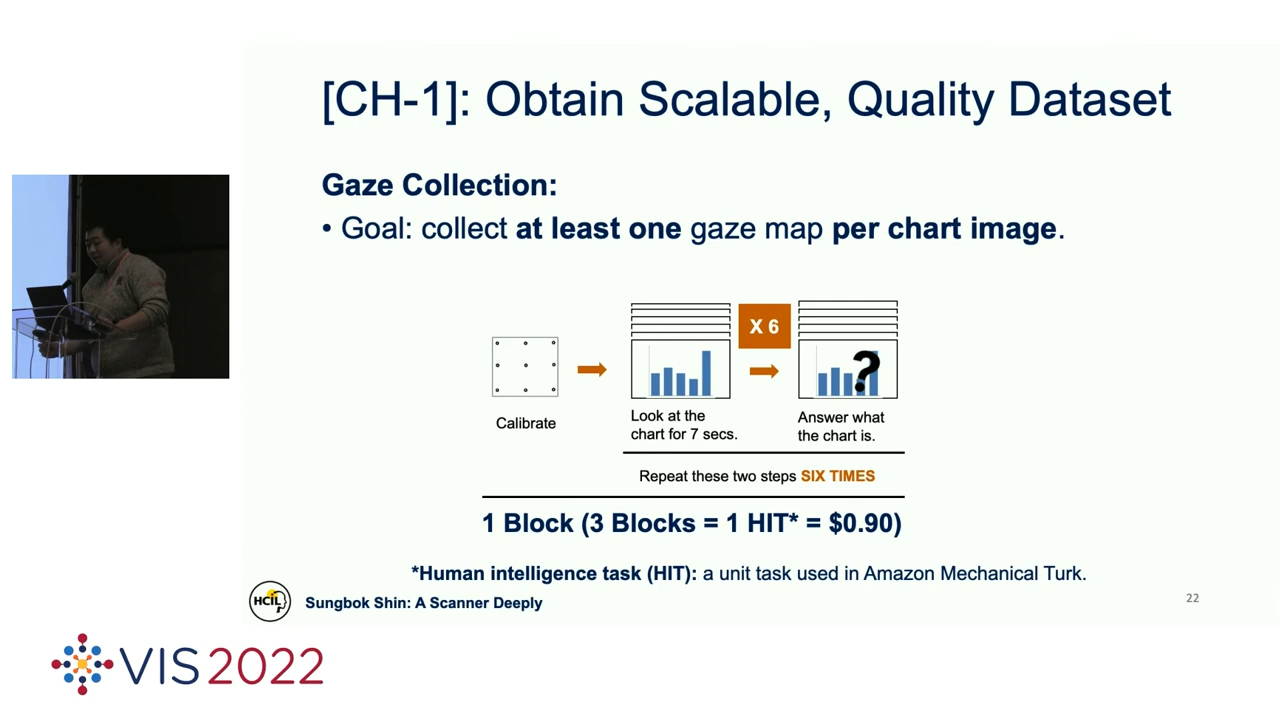 [CH-1]: Obtain Scalable, Quality Dataset
Gaze Collection:
• Goal: collect at least one gaze map per chart image.
X 6
?
Calibrate
Look at the
chart for 7 secs.
Answer what
the chart is.
Repeat these two steps SIX TIMES
1 Block (3 Blocks = 1 HIT* = $0.90)
*Human intelligence task (HIT): a unit task used in Amazon Mechanical Turk.
HCIL
Sungbok Shin: A Scanner Deeply
22
VIS2022